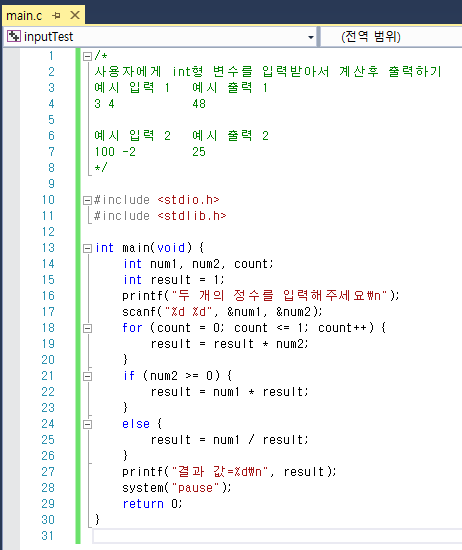 main.c
inputTest (전역 범위)
1 /*
2 사용자에게 int형 변수를 입력받아서 계산후 출력하기
3 예시 입력 1 예시 출력 1
4 3 4 48
5
6 예시 입력 2 예시 출력 2
7 100 -2 25
8 */
9
10 #include <stdio.h>
11 #include <stdlib.h>
12
13 int main(void) {
14 int num1, num2, count;
15 int result = 1;
16 printf("두 개의 정수를 입력해주세요₩n");
17 scanf("%d %d", &num1, &num2);
18 for (count = 0; count <= 1; count++) {
19 result = result * num2;
20 }
21 if (num2 >= 0) {
22 result = num1 * result;
23 }
24 else {
25 result = num1 / result;
26 }
27 printf("결과 값=%d₩n", result);
28 system("pause");
29 return 0;
30 }
31